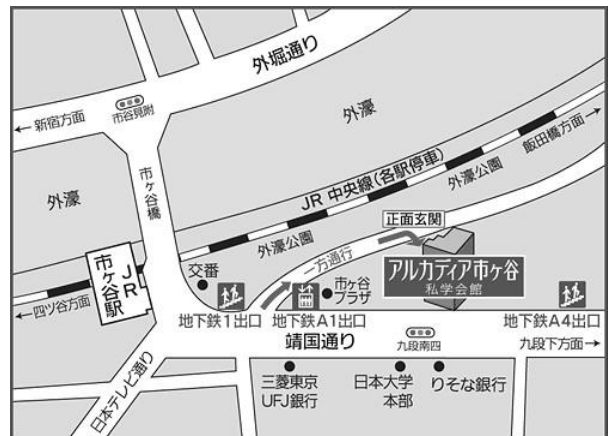 外堀通り
←新宿方面
市谷見附
外濠
飯田橋方面→
市ヶ谷橋
JR 中央線(各駅停車)
外濠公園
外濠
正面玄関
外濠公園
一方通行
JR
市ヶ谷駅
交番
市ヶ谷
プラザ
アルカディア市ヶ谷
私学会館
←四ツ谷方面
地下鉄1出口
地下鉄A1出口
地下鉄A4出口
靖国通り
九段南四
九段下方面→
日本テレビ通り
三菱東京
UFJ銀行
日本大学
本部
りそな銀行